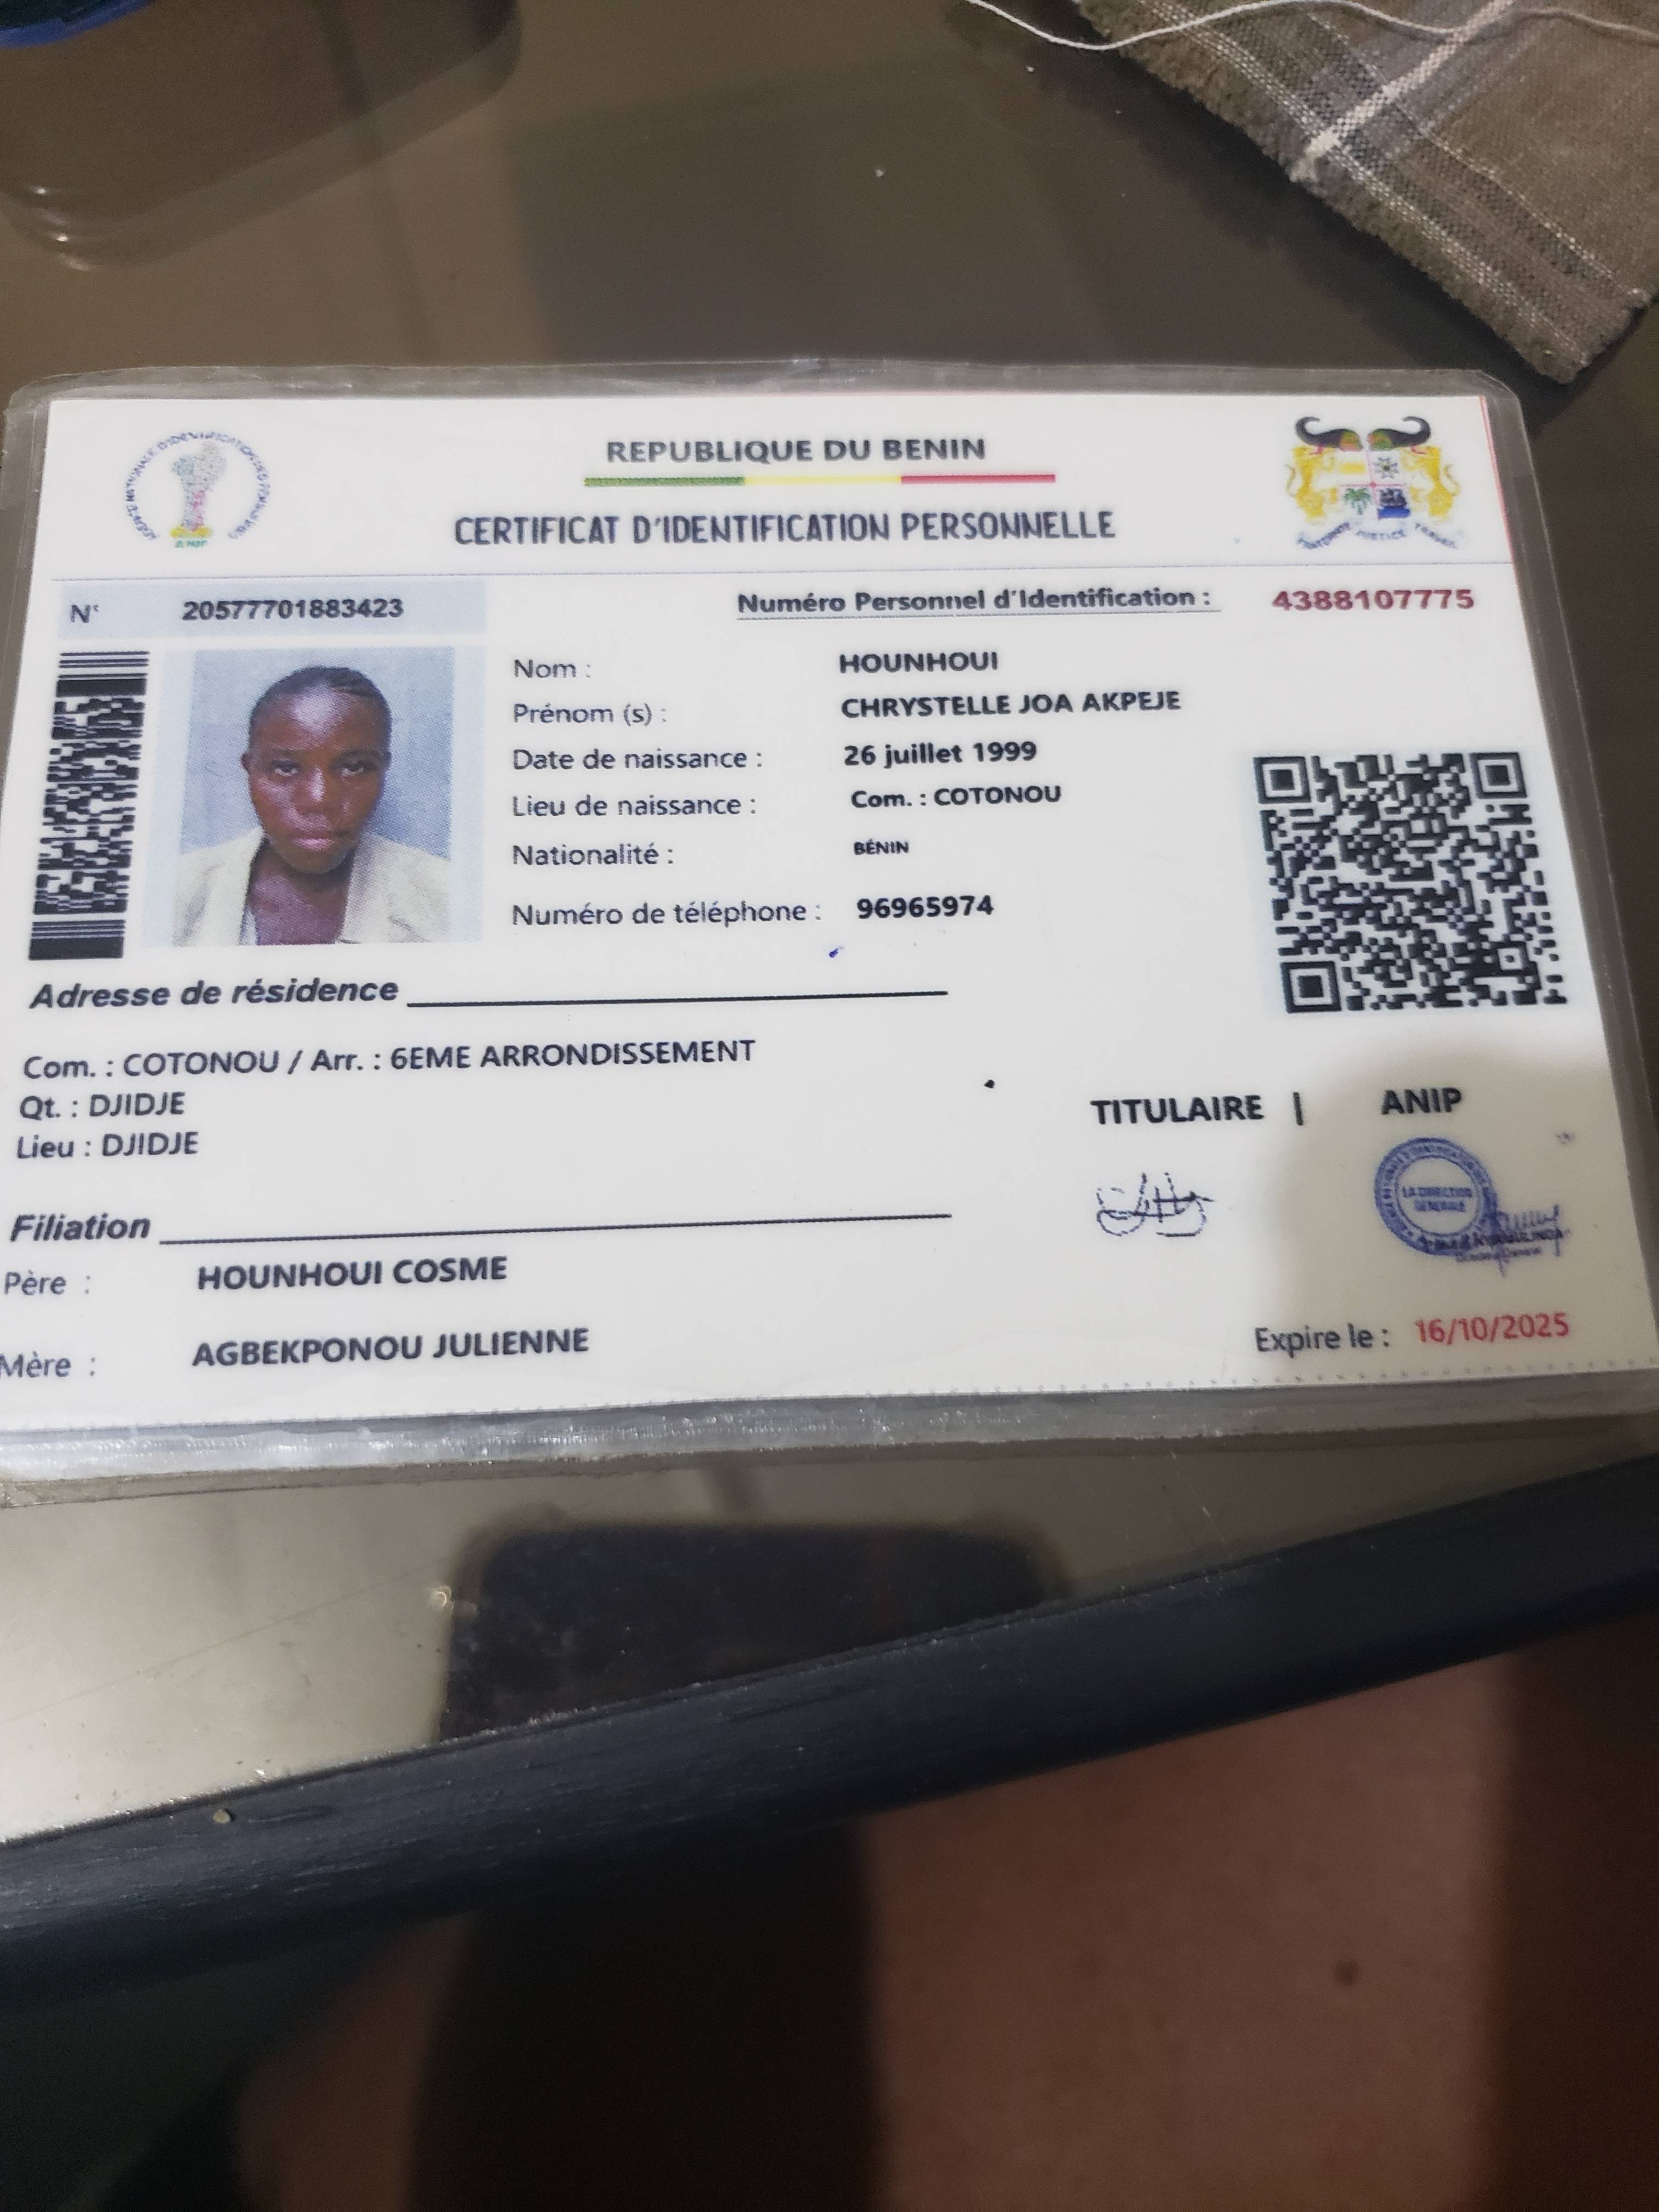 REPUBLIQUE DU BENIN
CERTIFICAT D'IDENTIFICATION PERSONNELLE
N° 20577701883423
Numéro Personnel d'Identification : 4388107775
Nom : HOUNHOUI
Prénom (s) : CHRYSTELLE JOA AKPEJE
Date de naissance : 26 juillet 1999
Lieu de naissance : Com. : COTONOU
Nationalité : BÉNIN
Numéro de téléphone : 96965974
Adresse de résidence
Com. : COTONOU / Arr. : 6EME ARRONDISSEMENT
Qt. : DJIDJE
Lieu : DJIDJE
TITULAIRE | ANIP
LA DIRECTION
GENERALE
Filiation
Père : HOUNHOUI COSME
Mère : AGBEKPONOU JULIENNE
Expire le : 16/10/2025